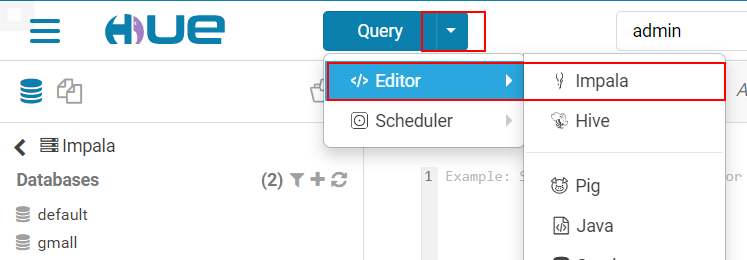 HUE
Query
admin
</> Editor
Impala
Scheduler
Hive
Impala
Databases (2)
1 Example: S
or
Pig
default
Java
gmall